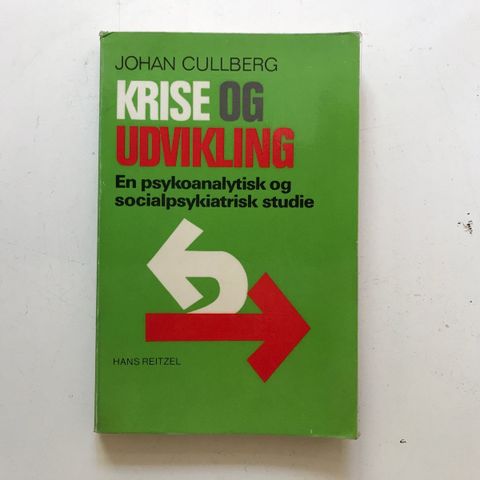 JOHAN CULLBERG
KRISE OG
UDVIKLING
En psykoanalytisk og
socialpsykiatrisk studie
HANS REITZEL